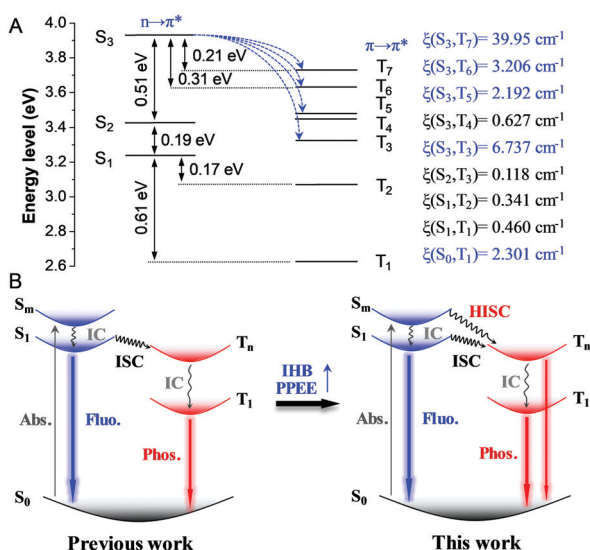 A
n→π*
π→π*
Energy level (eV)
4.0
3.8
3.6
3.4
3.2
3.0
2.8
2.6
S3
S2
S1
0.51 eV
0.31 eV
0.21 eV
0.19 eV
0.17 eV
0.61 eV
T7
T6
T5
T4
T3
T2
T1
ξ(S3,T7)= 39.95 cm-1
ξ(S3,T6)= 3.206 cm-1
ξ(S3,T5)= 2.192 cm-1
ξ(S3,T4)= 0.627 cm-1
ξ(S3,T3)= 6.737 cm-1
ξ(S2,T3)= 0.118 cm-1
ξ(S1,T2)= 0.341 cm-1
ξ(S1,T1)= 0.460 cm-1
ξ(S0,T1)= 2.301 cm-1
B
Sm
S1
IC
ISC
Tn
IC
T1
Abs.
Fluo.
Phos.
S0
Previous work
IHB
PPEE
Sm
HISC
S1
IC
ISC
Tn
IC
T1
Abs.
Fluo.
Phos.
S0
This work